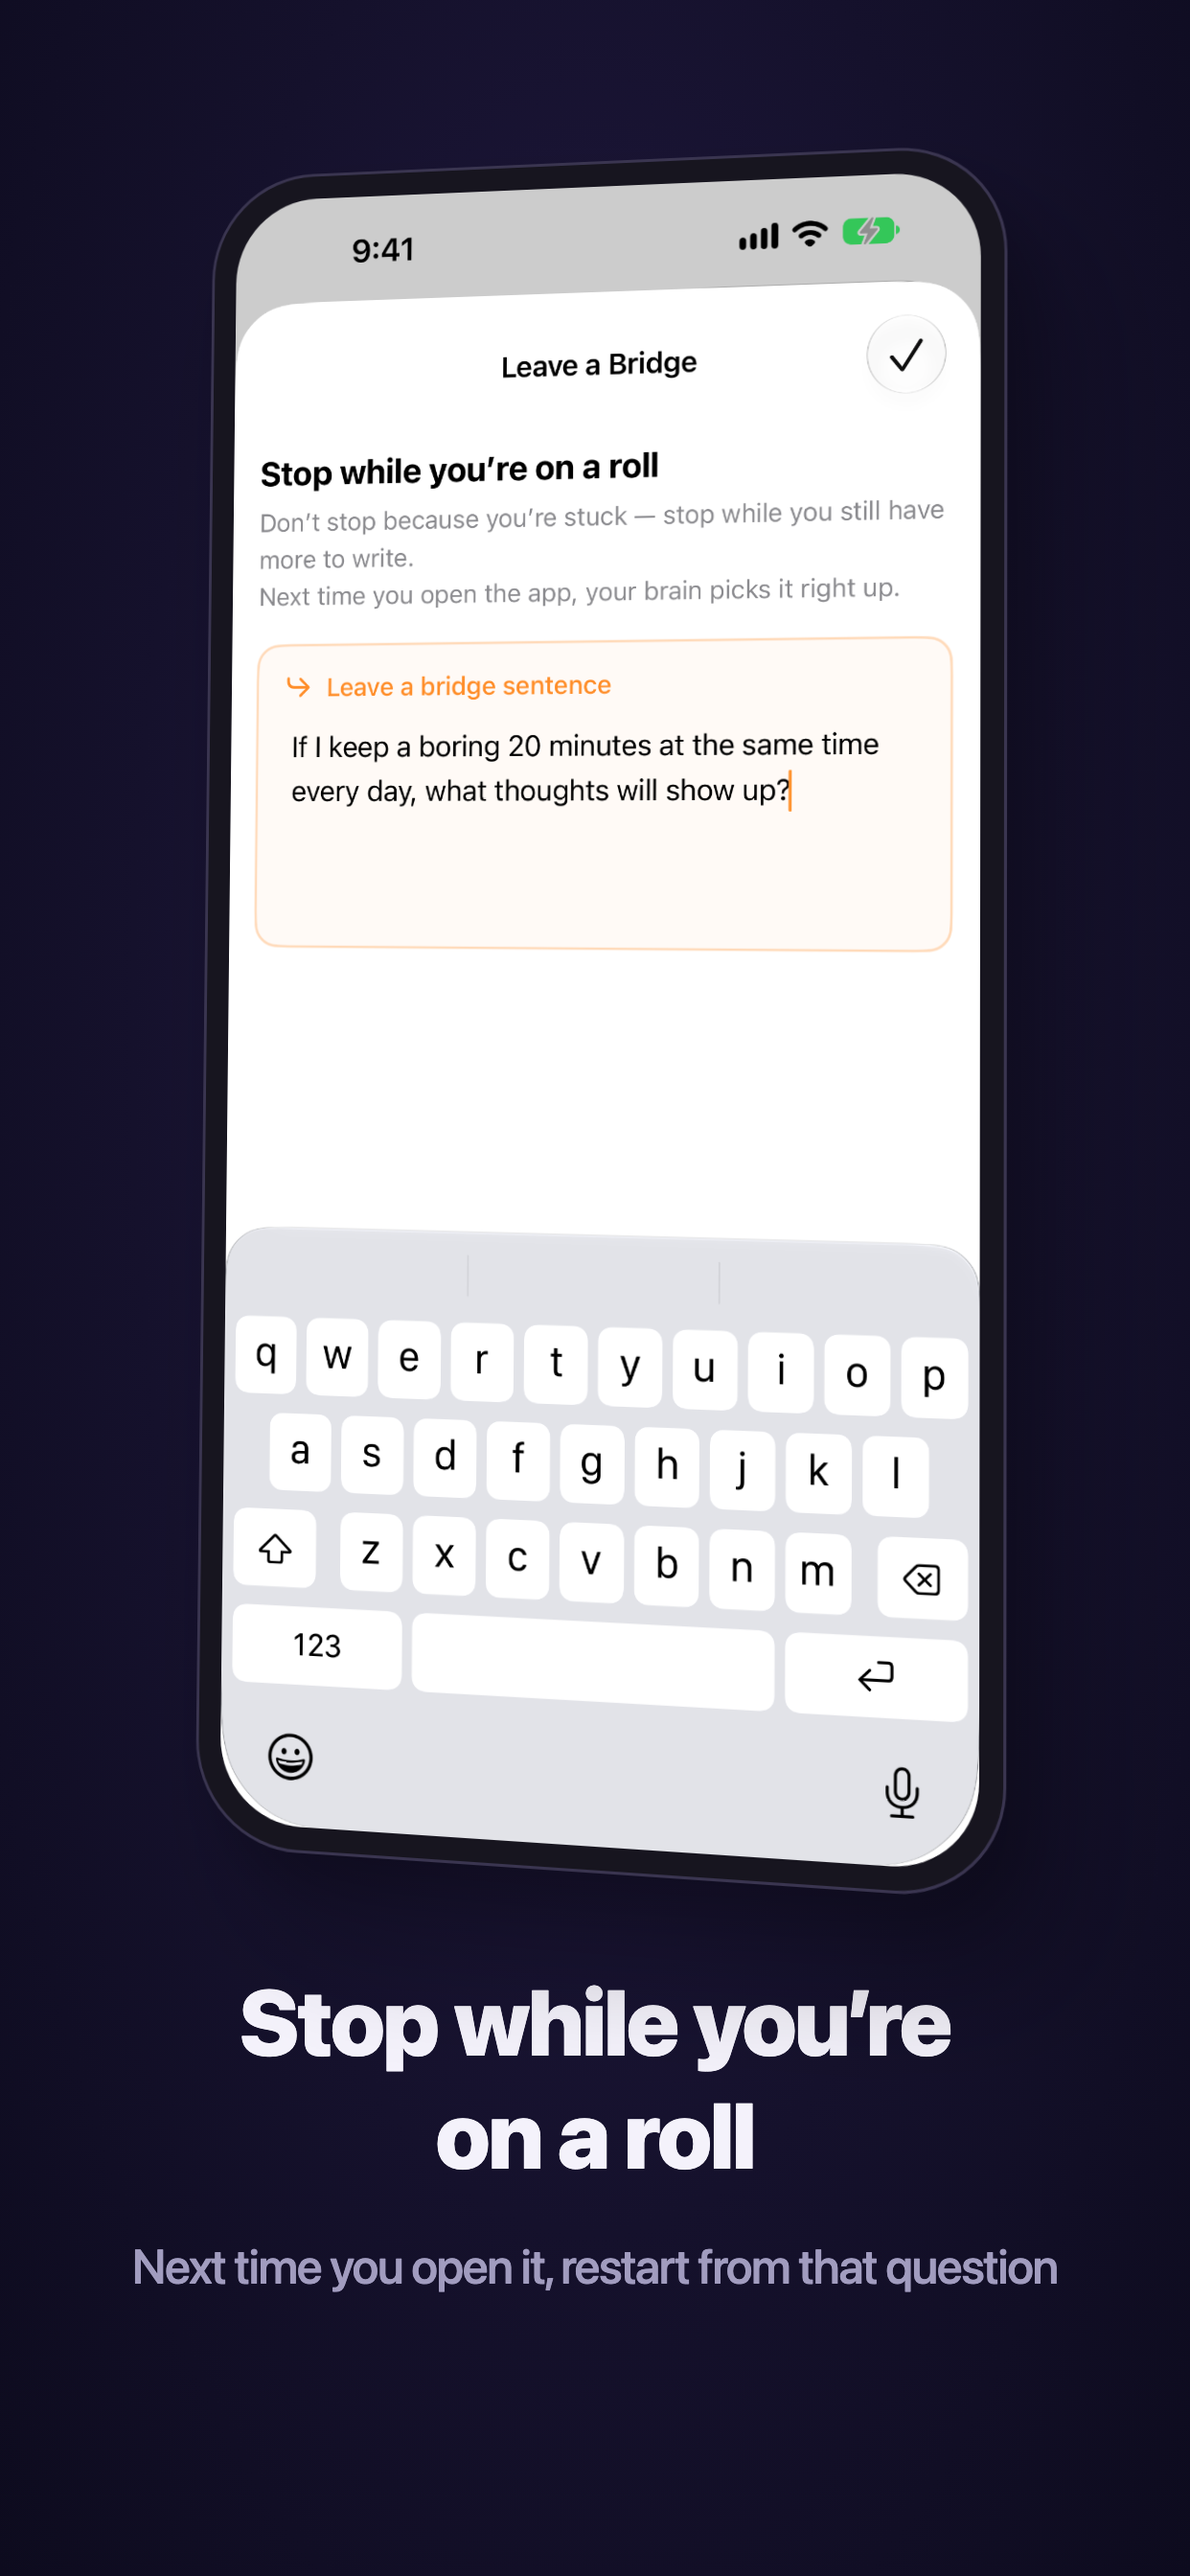 9:41
Leave a Bridge
Stop while you’re on a roll
Don’t stop because you’re stuck — stop while you still have
more to write.
Next time you open the app, your brain picks it right up.
Leave a bridge sentence
If I keep a boring 20 minutes at the same time
every day, what thoughts will show up?
q w e r t y u i o p
a s d f g h j k l
z x c v b n m
123
Stop while you’re
on a roll
Next time you open it, restart from that question